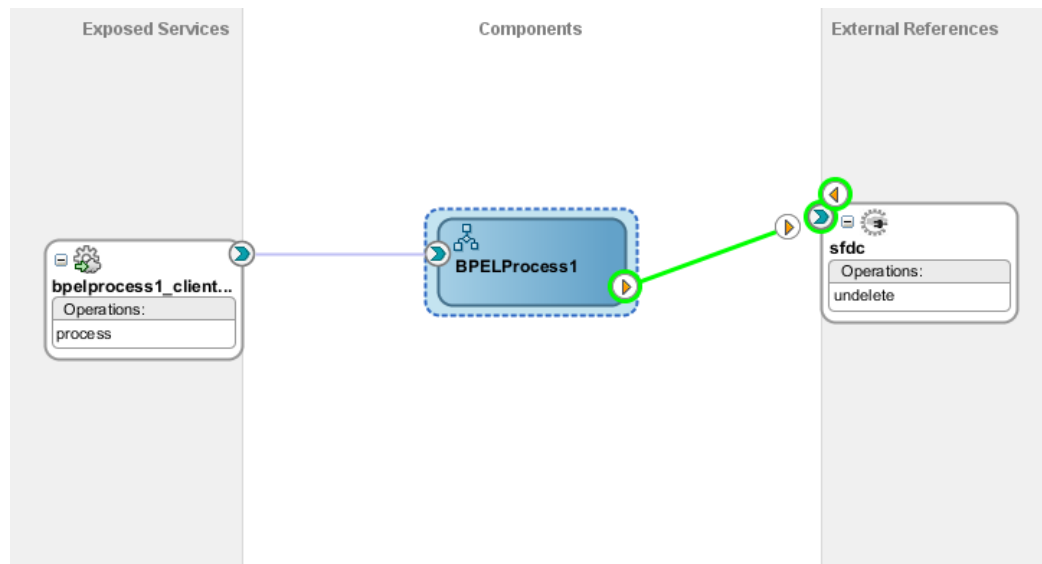 Exposed Services
Components
External References
bpelprocess1_client...
Operations:
process
BPELProcess1
sfdc
Operations:
undelete